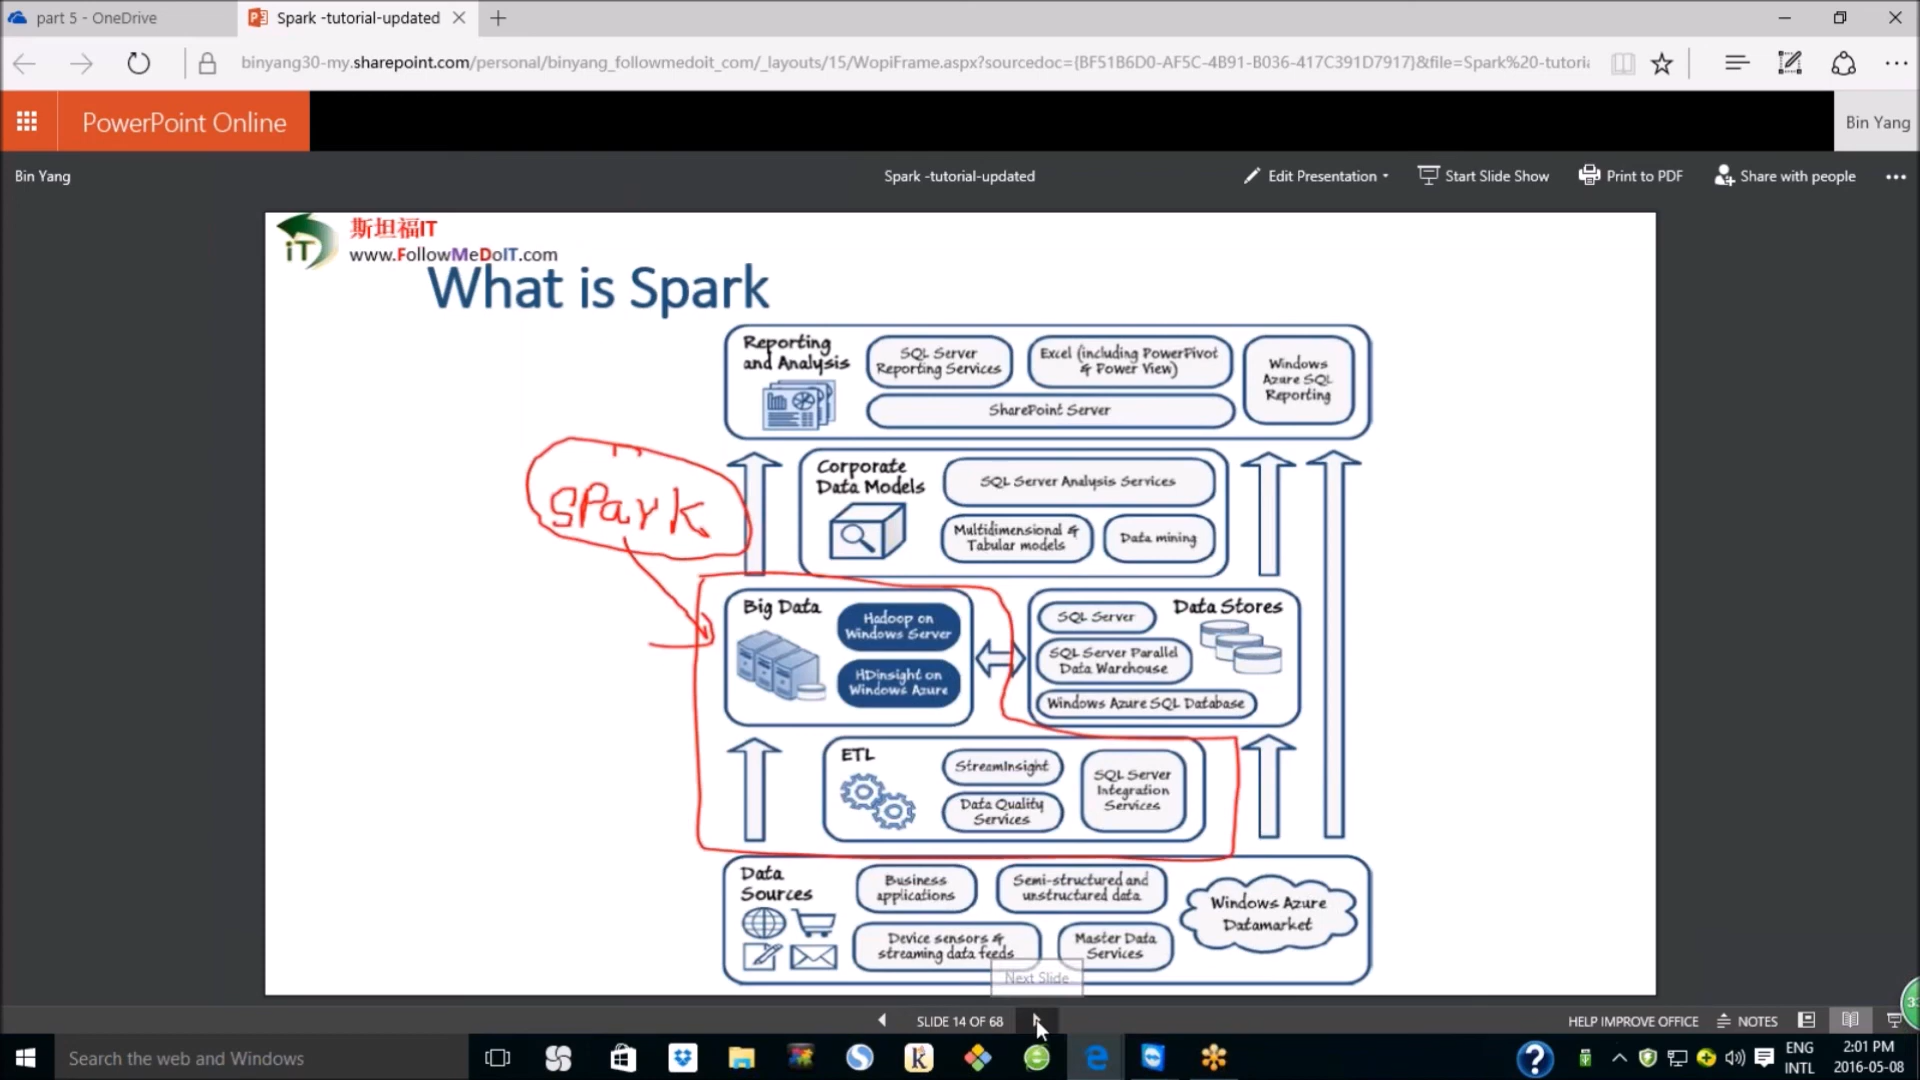 part 5 - OneDrive
Spark -tutorial-updated
binyang30-my.sharepoint.com/personal/binyang_followmedoit_com/_layouts/15/WopiFrame.aspx?sourcedoc={BF51B6D0-AF5C-4B91-B036-417C391D7917}&file=Spark%20-tutoria
PowerPoint Online
Bin Yang
Bin Yang
Spark -tutorial-updated
Edit Presentation
Start Slide Show
Print to PDF
Share with people
iT
斯坦福IT
www.FollowMeDoIT.com
What is Spark
Reporting
and Analysis
SQL Server
Reporting Services
Excel (including PowerPivot
& Power View)
Windows
Azure SQL
Reporting
SharePoint Server
SPark
Corporate
Data Models
SQL Server Analysis Services
Multidimensional &
Tabular models
Data mining
Big Data
Hadoop on
Windows Server
HDinsight on
Windows Azure
SQL Server
Data Stores
SQL Server Parallel
Data Warehouse
Windows Azure SQL Database
ETL
StreamInsight
Data Quality
Services
SQL Server
Integration
Services
Data
Sources
Business
applications
Semi-structured and
unstructured data
Windows Azure
Datamarket
Device sensors &
streaming data feeds
Master Data
Services
Next Slide
SLIDE 14 OF 68
HELP IMPROVE OFFICE
NOTES
Search the web and Windows
ENG
INTL
2:01 PM
2016-05-08